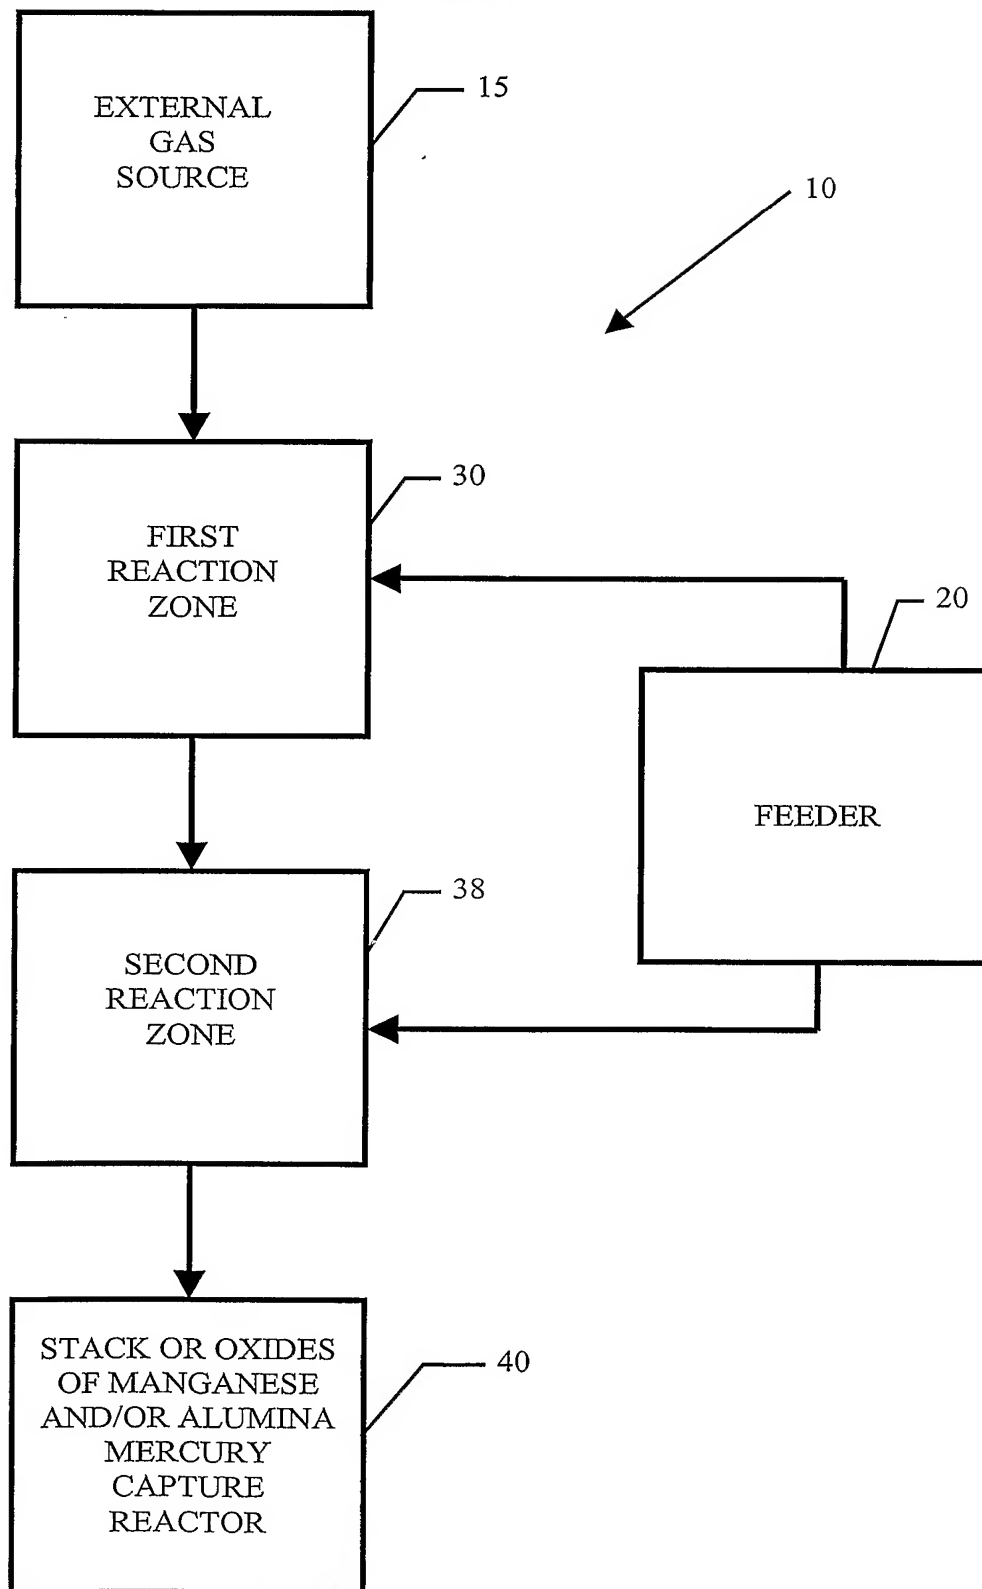 EXTERNAL
GAS
SOURCE
15
10
FIRST
REACTION
ZONE
30
20
FEEDER
SECOND
REACTION
ZONE
38
STACK OR OXIDES
OF MANGANESE
AND/OR ALUMINA
MERCURY
CAPTURE
REACTOR
40